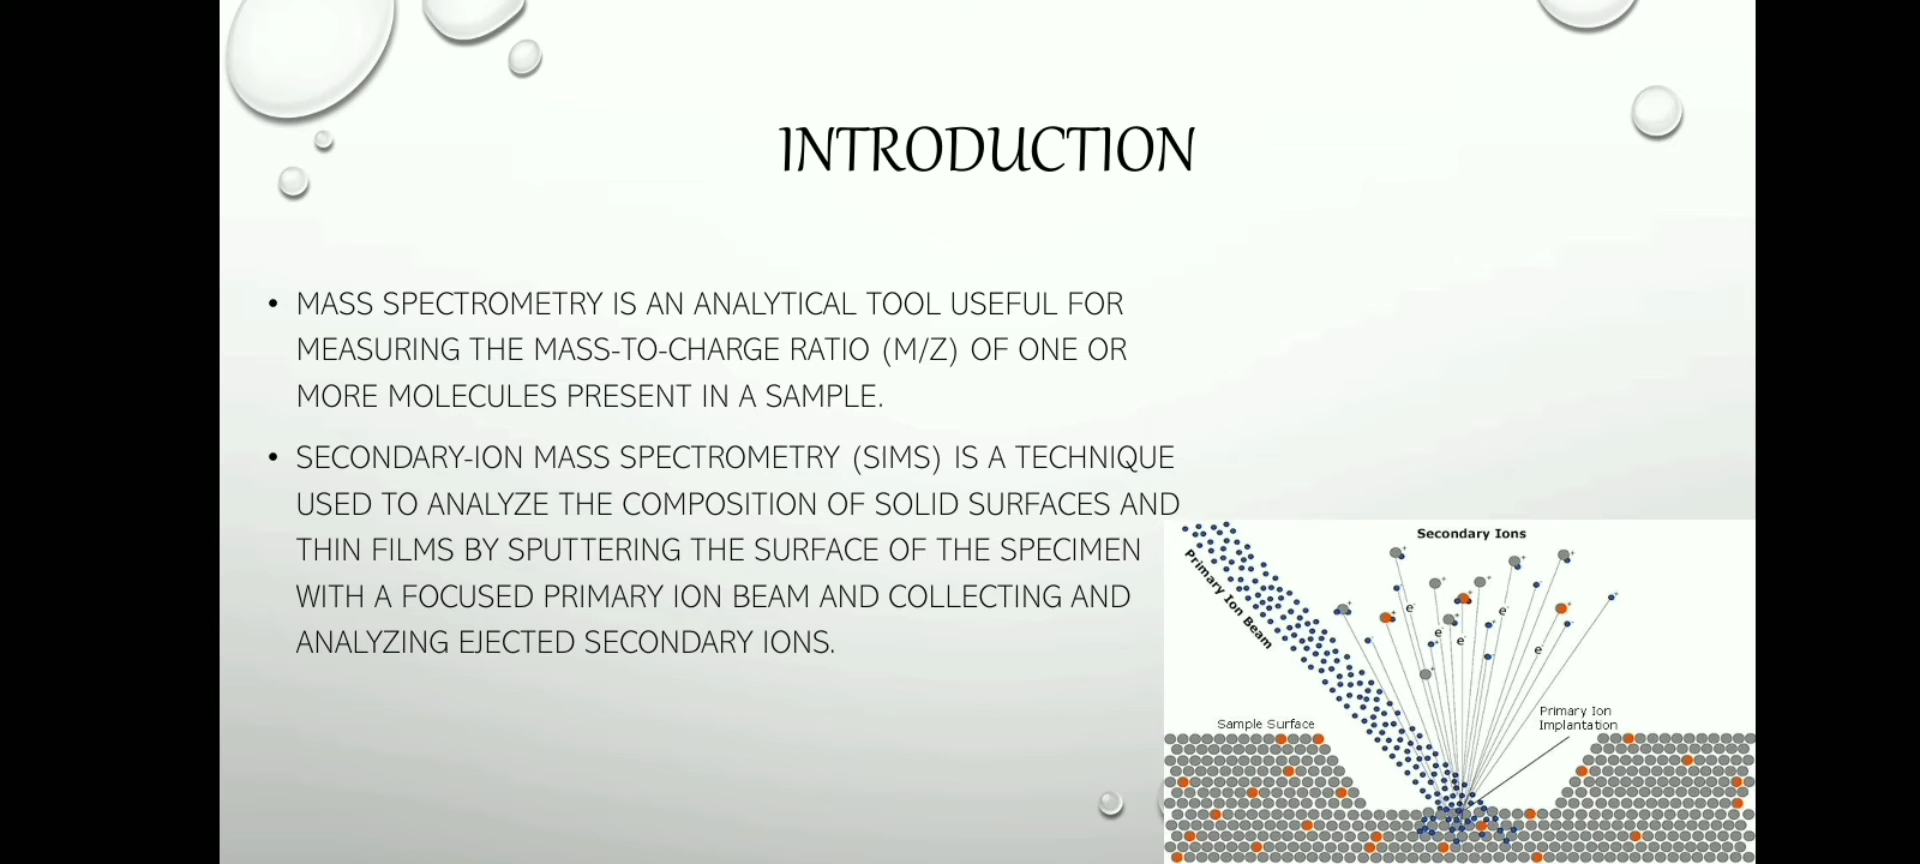 INTRODUCTION
• MASS SPECTROMETRY IS AN ANALYTICAL TOOL USEFUL FOR
MEASURING THE MASS-TO-CHARGE RATIO (M/Z) OF ONE OR
MORE MOLECULES PRESENT IN A SAMPLE.
• SECONDARY-ION MASS SPECTROMETRY (SIMS) IS A TECHNIQUE
USED TO ANALYZE THE COMPOSITION OF SOLID SURFACES AND
THIN FILMS BY SPUTTERING THE SURFACE OF THE SPECIMEN
WITH A FOCUSED PRIMARY ION BEAM AND COLLECTING AND
ANALYZING EJECTED SECONDARY IONS.
Secondary Ions
Primary Ion Beam
e-
e-
e-
e-
e-
Primary Ion
Implantation
Sample Surface